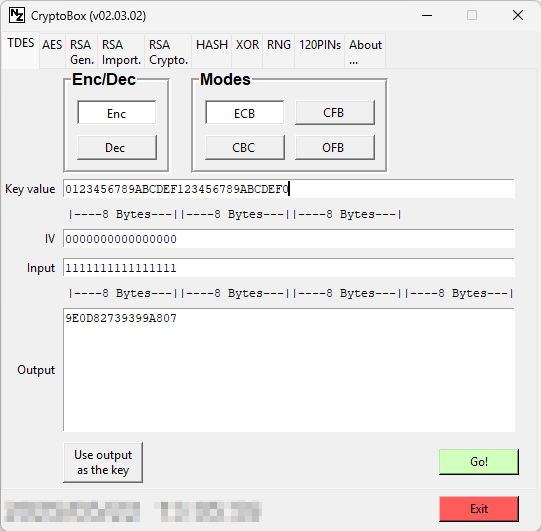 NZ CryptoBox (v02.03.02)
TDES AES RSA Gen. RSA Import. RSA Crypto. HASH XOR RNG 120PINs About ...
Enc/Dec Modes
Enc ECB CFB
Dec CBC OFB
Key value 0123456789ABCDEF123456789ABCDEF0
|----8 Bytes---||----8 Bytes---||----8 Bytes---|
IV 0000000000000000
Input 1111111111111111
|----8 Bytes---||----8 Bytes---||----8 Bytes---||----8 Bytes---|
Output 9E0D82739399A807
Use output
as the key
Go!
Exit